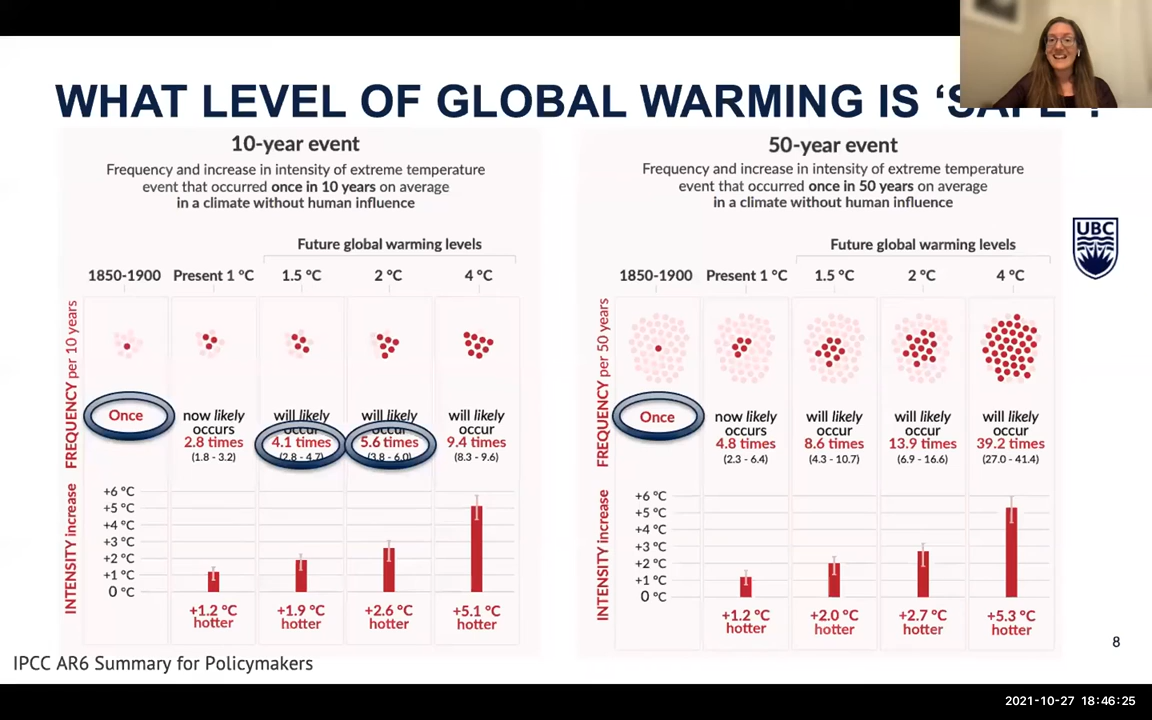 WHAT LEVEL OF GLOBAL WARMING IS ‘SAFE’?
10-year event
Frequency and increase in intensity of extreme temperature
event that occurred once in 10 years on average
in a climate without human influence
Future global warming levels
1850-1900 Present 1 °C 1.5 °C 2 °C 4 °C
FREQUENCY per 10 years
Once
now likely
occurs
2.8 times
(1.8 - 3.2)
will likely
occur
4.1 times
(2.8 - 4.7)
will likely
occur
5.6 times
(3.8 - 6.0)
will likely
occur
9.4 times
(8.3 - 9.6)
INTENSITY increase
+6 °C
+5 °C
+4 °C
+3 °C
+2 °C
+1 °C
0 °C
+1.2 °C
hotter
+1.9 °C
hotter
+2.6 °C
hotter
+5.1 °C
hotter
50-year event
Frequency and increase in intensity of extreme temperature
event that occurred once in 50 years on average
in a climate without human influence
Future global warming levels
1850-1900 Present 1 °C 1.5 °C 2 °C 4 °C
FREQUENCY per 50 years
Once
now likely
occurs
4.8 times
(2.3 - 6.4)
will likely
occur
8.6 times
(4.3 - 10.7)
will likely
occur
13.9 times
(6.9 - 16.6)
will likely
occur
39.2 times
(27.0 - 41.4)
INTENSITY increase
+6 °C
+5 °C
+4 °C
+3 °C
+2 °C
+1 °C
0 °C
+1.2 °C
hotter
+2.0 °C
hotter
+2.7 °C
hotter
+5.3 °C
hotter
UBC
8
IPCC AR6 Summary for Policymakers
2021-10-27 18:46:25